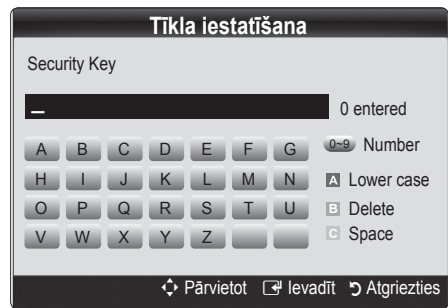 Tīkla iestatīšana
Security Key
_ 0 entered
A B C D E F G 0~9 Number
H I J K L M N A Lower case
O P Q R S T U B Delete
V W X Y Z C Space
Pārvietot Ievadīt Atgriezties